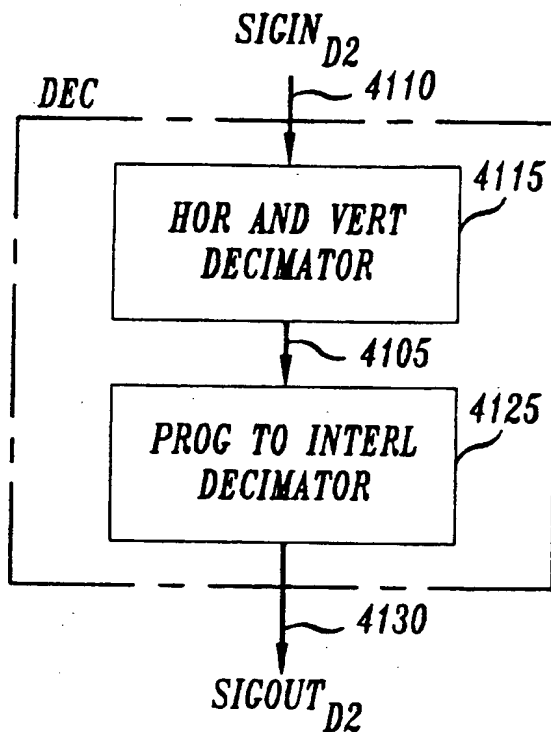 SIGIN D2
4110
DEC
4115
HOR AND VERT
DECIMATOR
4105
4125
PROG TO INTERL
DECIMATOR
4130
SIGOUT D2